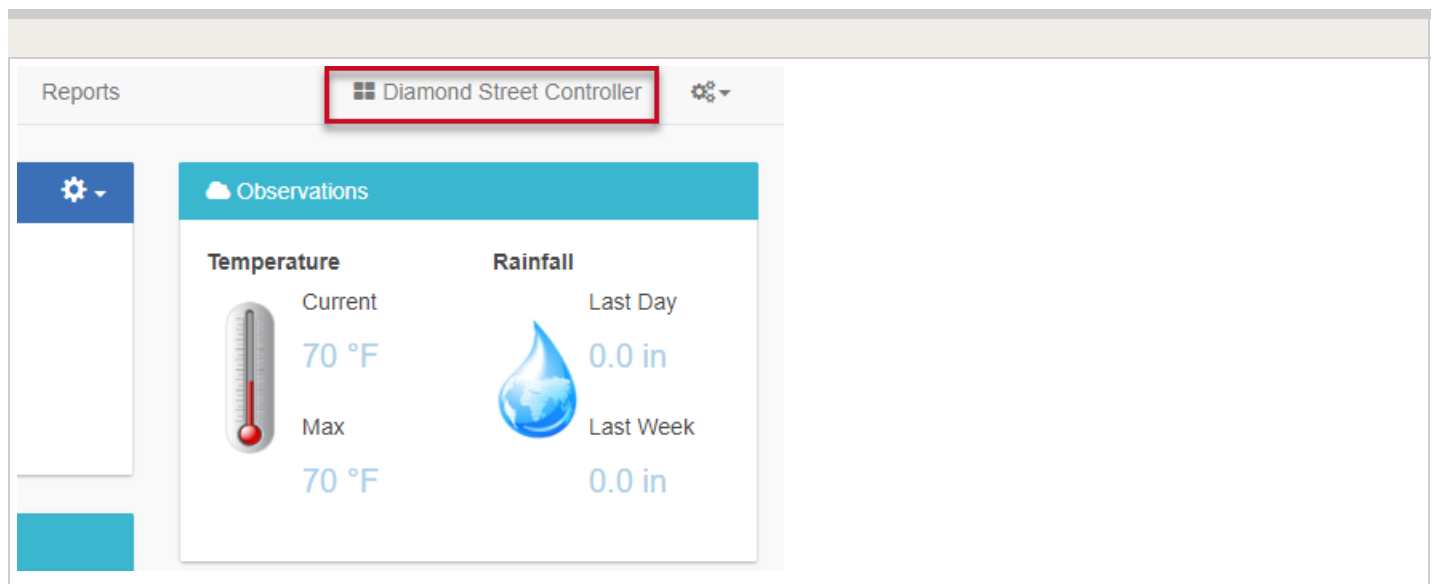 Reports
Diamond Street Controller
Observations
Temperature
Rainfall
Current
Last Day
70 °F
0.0 in
Max
Last Week
70 °F
0.0 in